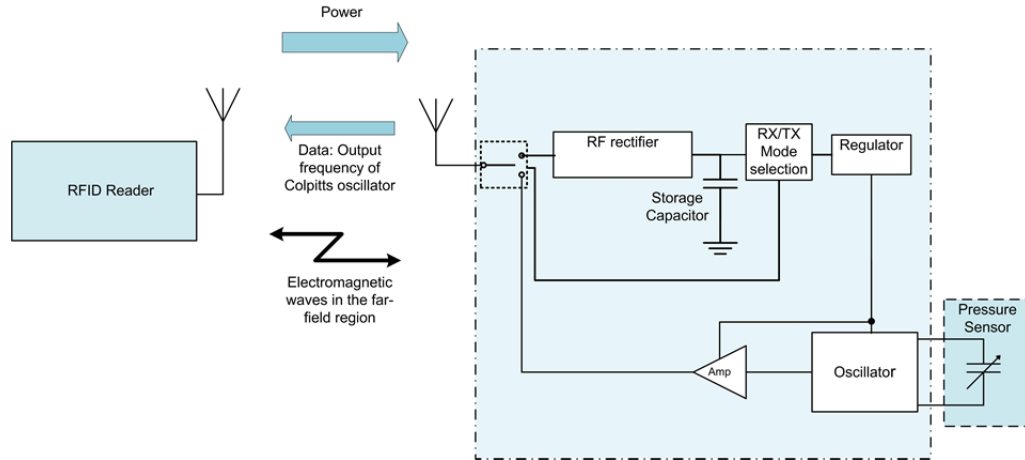 Power
Data: Output
frequency of
Colpitts oscillator
RFID Reader
Electromagnetic
waves in the far-
field region
RF rectifier
RX/TX
Mode
selection
Regulator
Storage
Capacitor
Pressure
Sensor
Amp
Oscillator